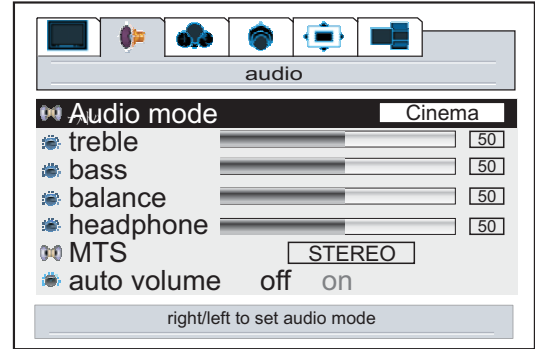 audio
Audio mode Cinema
treble 50
bass 50
balance 50
headphone 50
MTS STEREO
auto volume off on
right/left to set audio mode